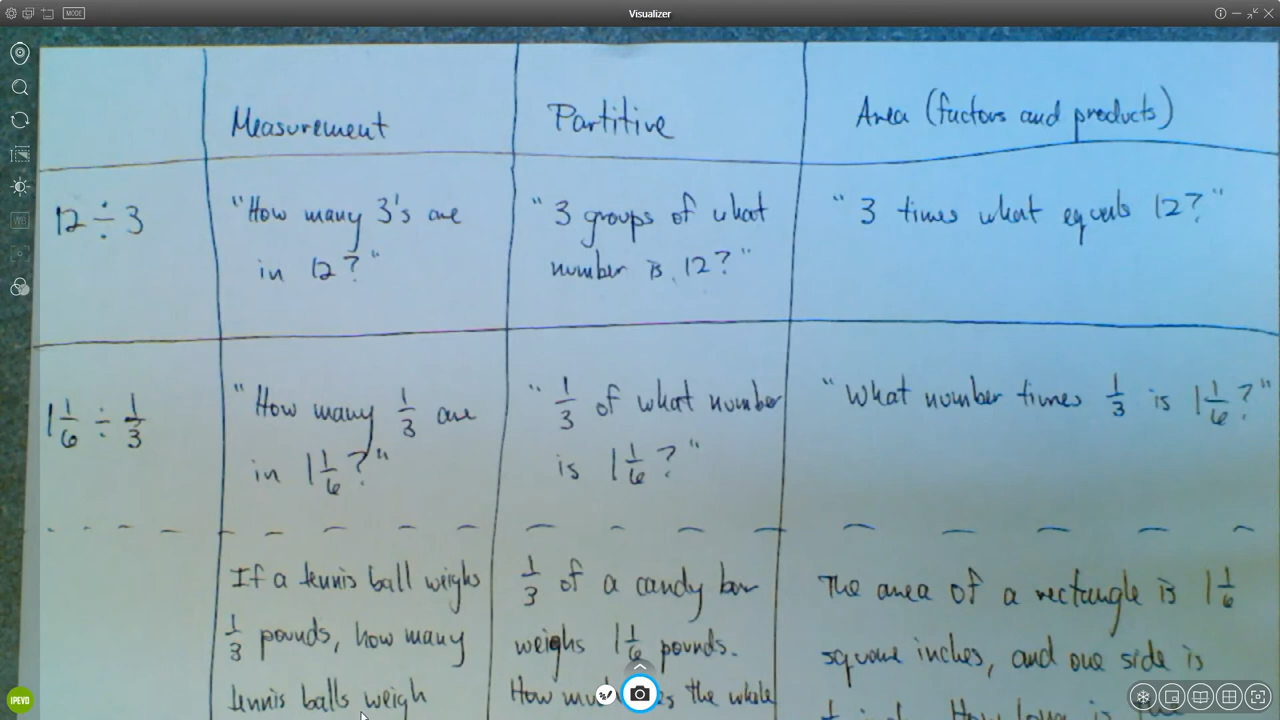 MODE
Visualizer
Measurement
Partitive
Area (factors and products)
12 ÷ 3
"How many 3's are
in 12?"
"3 groups of what
number is 12?"
"3 times what equals 12?"
1 1/6 ÷ 1/3
"How many 1/3 are
in 1 1/6?"
"1/3 of what number
is 1 1/6?"
"What number times 1/3 is 1 1/6?"
If a tennis ball weighs
1/3 pounds, how many
tennis balls weigh
1/3 of a candy bar
weighs 1 1/6 pounds.
the whole
The area of a rectangle is 1 1/6
square inches, and one side is
IPEVO